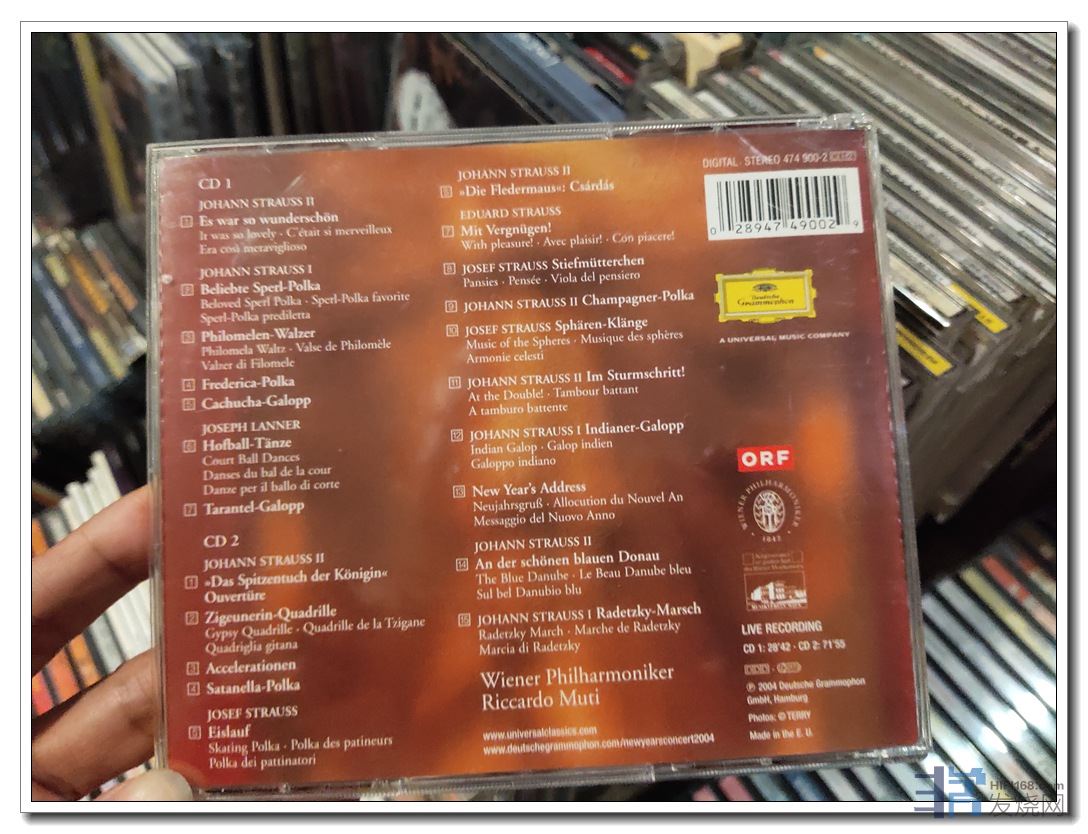 CD 1
JOHANN STRAUSS II
1 Es war so wunderschön
It was so lovely · C'était si merveilleux
Era così meraviglioso
JOHANN STRAUSS I
2 Beliebte Sperl-Polka
Beloved Sperl Polka · Sperl-Polka favorite
Sperl-Polka prediletta
3 Philomelen-Walzer
Philomela Waltz · Valse de Philomèle
Valzer di Filomele
4 Frederica-Polka
5 Cachucha-Galopp
JOSEPH LANNER
6 Hofball-Tänze
Court Ball Dances
Danses du bal de la cour
Danze per il ballo di corte
7 Tarantel-Galopp
CD 2
JOHANN STRAUSS II
1 »Das Spitzentuch der Königin«
Ouvertüre
2 Zigeunerin-Quadrille
Gypsy Quadrille · Quadrille de la Tzigane
Quadriglia gitana
3 Accelerationen
4 Satanella-Polka
JOSEF STRAUSS
5 Eislauf
Skating Polka · Polka des patineurs
Polka dei pattinatori
JOHANN STRAUSS II
6 »Die Fledermaus«: Csárdás
EDUARD STRAUSS
7 Mit Vergnügen!
With pleasure! · Avec plaisir! · Con piacere!
8 JOSEF STRAUSS Stiefmütterchen
Pansies · Pensée · Viola del pensiero
9 JOHANN STRAUSS II Champagner-Polka
10 JOSEF STRAUSS Sphären-Klänge
Music of the Spheres · Musique des sphères
Armonie celesti
11 JOHANN STRAUSS II Im Sturmschritt!
At the Double! · Tambour battant
A tamburo battente
12 JOHANN STRAUSS I Indianer-Galopp
Indian Galop · Galop indien
Galoppo indiano
13 New Year's Address
Neujahrsgruß · Allocution du Nouvel An
Messaggio del Nuovo Anno
JOHANN STRAUSS II
14 An der schönen blauen Donau
The Blue Danube · Le Beau Danube bleu
Sul bel Danubio blu
15 JOHANN STRAUSS I Radetzky-Marsch
Radetzky March · Marche de Radetzky
Marcia di Radetzky
Wiener Philharmoniker
Riccardo Muti
www.universalclassics.com
www.deutschegrammophon.com/newyearsconcert2004
DIGITAL · STEREO 474 900-2
0 28947 49002 9
Deutsche
Grammophon
A UNIVERSAL MUSIC COMPANY
ORF
WIENER PHILHARMONIKER
1842
LIVE RECORDING
CD 1: 28'42 · CD 2: 71'55
℗ 2004 Deutsche Grammophon
GmbH, Hamburg
Photos: © TERRY
Made in the E. U.
HIFI168.com
发烧网